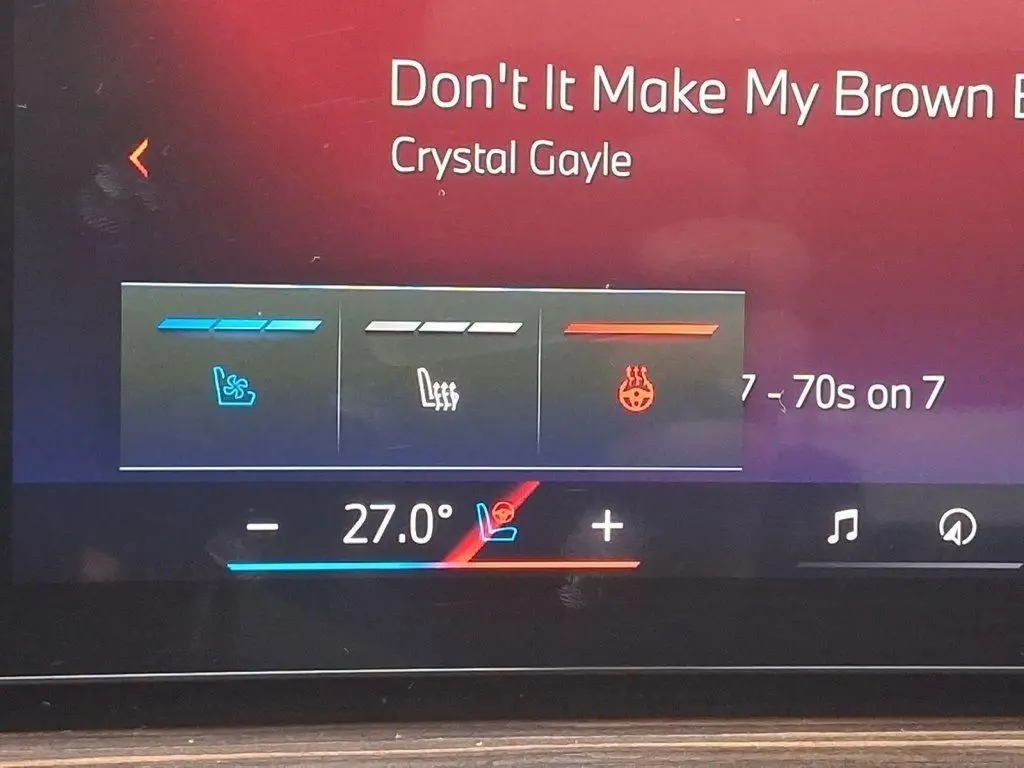 Don't It Make My Brown
Crystal Gayle
7 - 70s on 7
− 27.0° +